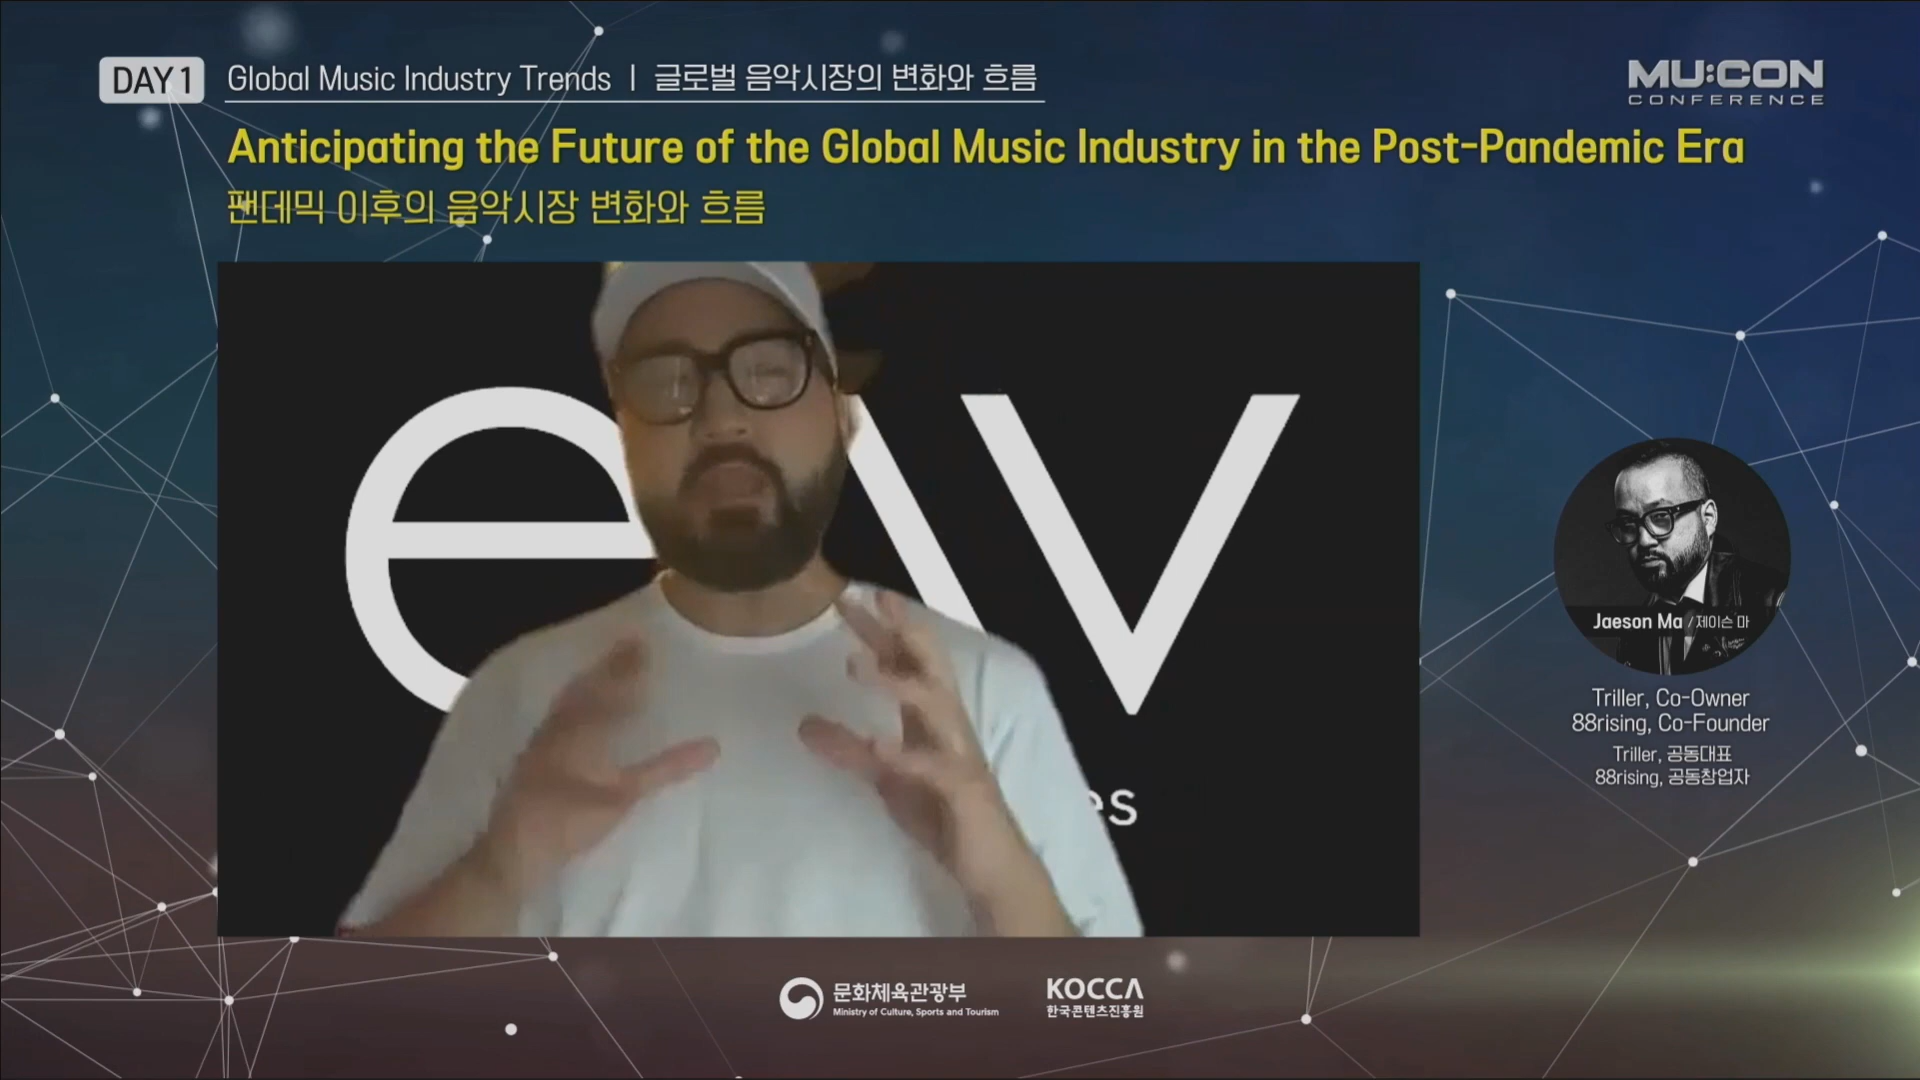 DAY 1
Global Music Industry Trends | 글로벌 음악시장의 변화와 흐름
MU:CON
CONFERENCE
Anticipating the Future of the Global Music Industry in the Post-Pandemic Era
팬데믹 이후의 음악시장 변화와 흐름
Jaeson Ma / 제이슨 마
Triller, Co-Owner
88rising, Co-Founder
Triller, 공동대표
88rising, 공동창업자
문화체육관광부
Ministry of Culture, Sports and Tourism
KOCCA
한국콘텐츠진흥원